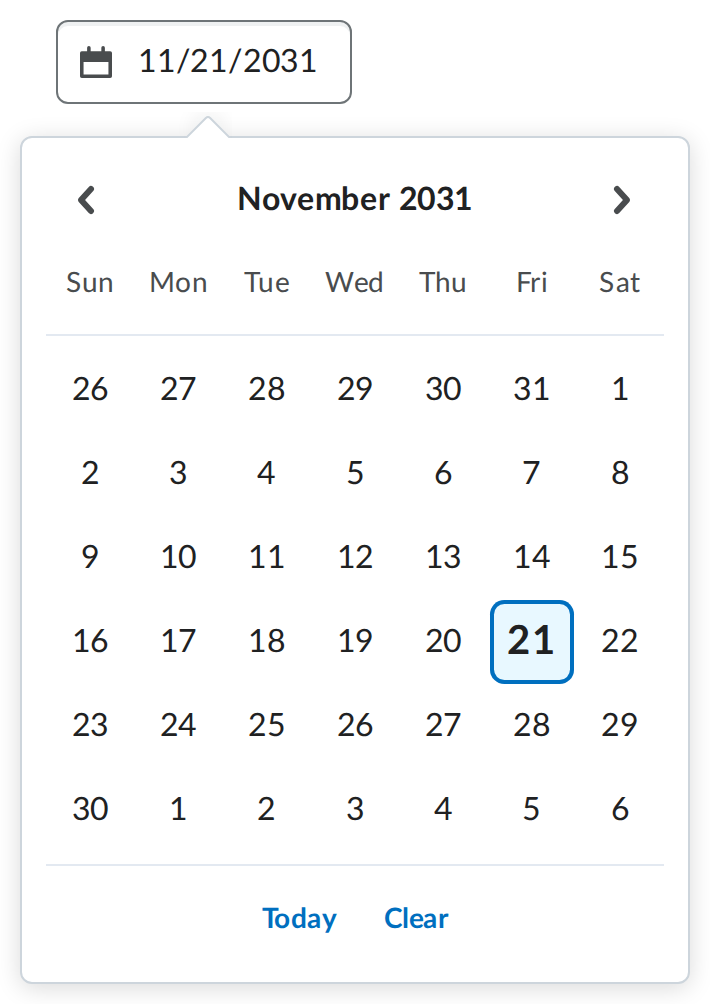 11/21/2031
November 2031
Sun Mon Tue Wed Thu Fri Sat
26 27 28 29 30 31 1
2 3 4 5 6 7 8
9 10 11 12 13 14 15
16 17 18 19 20 21 22
23 24 25 26 27 28 29
30 1 2 3 4 5 6
Today Clear